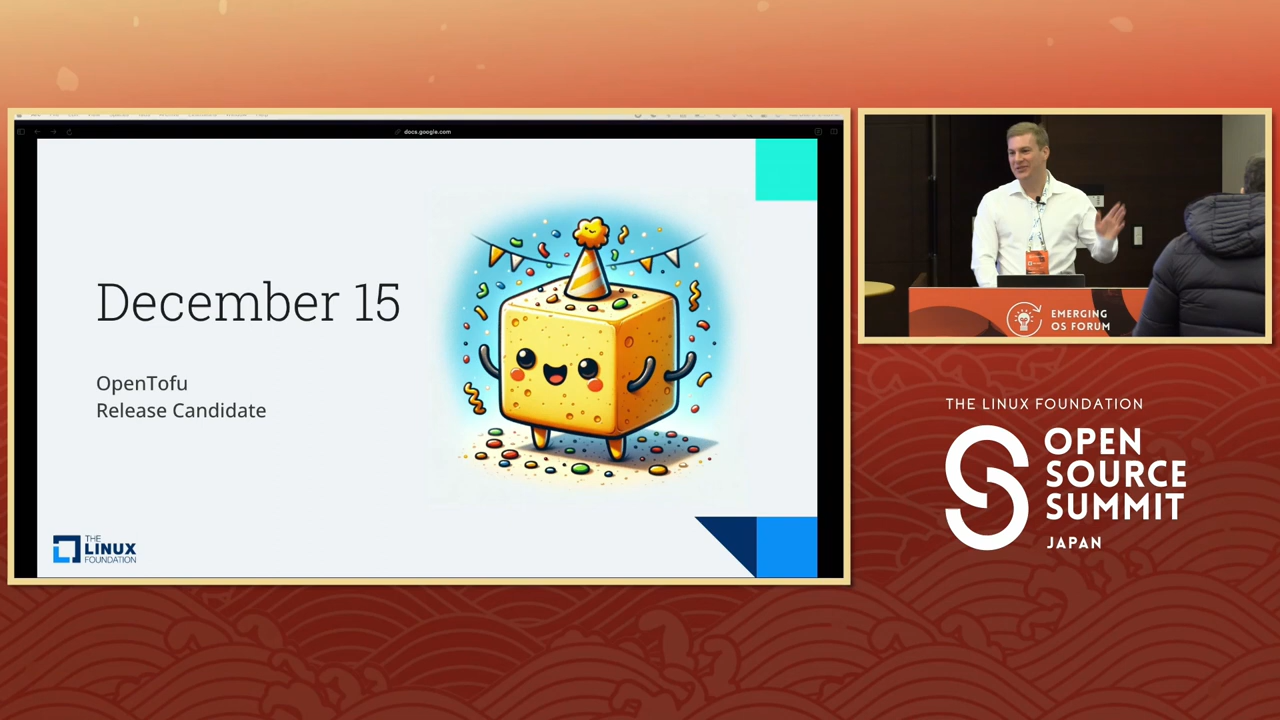 docs.google.com
December 15
OpenTofu
Release Candidate
THE
LINUX
FOUNDATION
EMERGING
OS FORUM
THE LINUX FOUNDATION
OPEN
SOURCE
SUMMIT
JAPAN